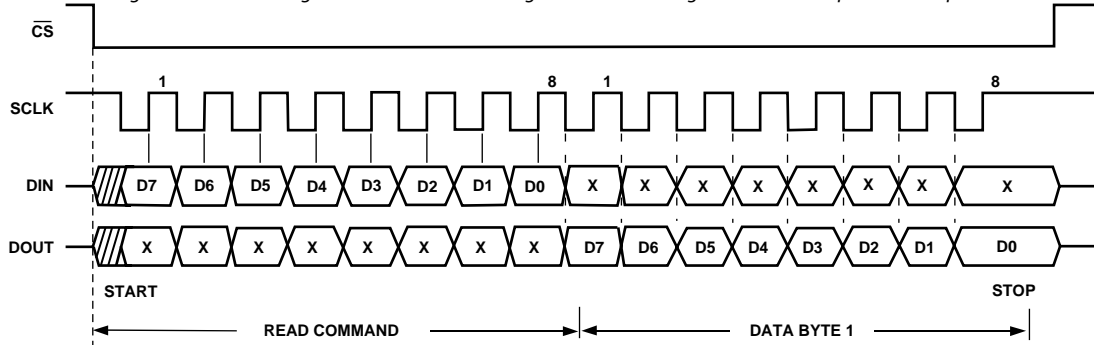 CS
1 8 1 8
SCLK
DIN D7 D6 D5 D4 D3 D2 D1 D0 X X X X X X X X
DOUT X X X X X X X X D7 D6 D5 D4 D3 D2 D1 D0
START STOP
READ COMMAND DATA BYTE 1